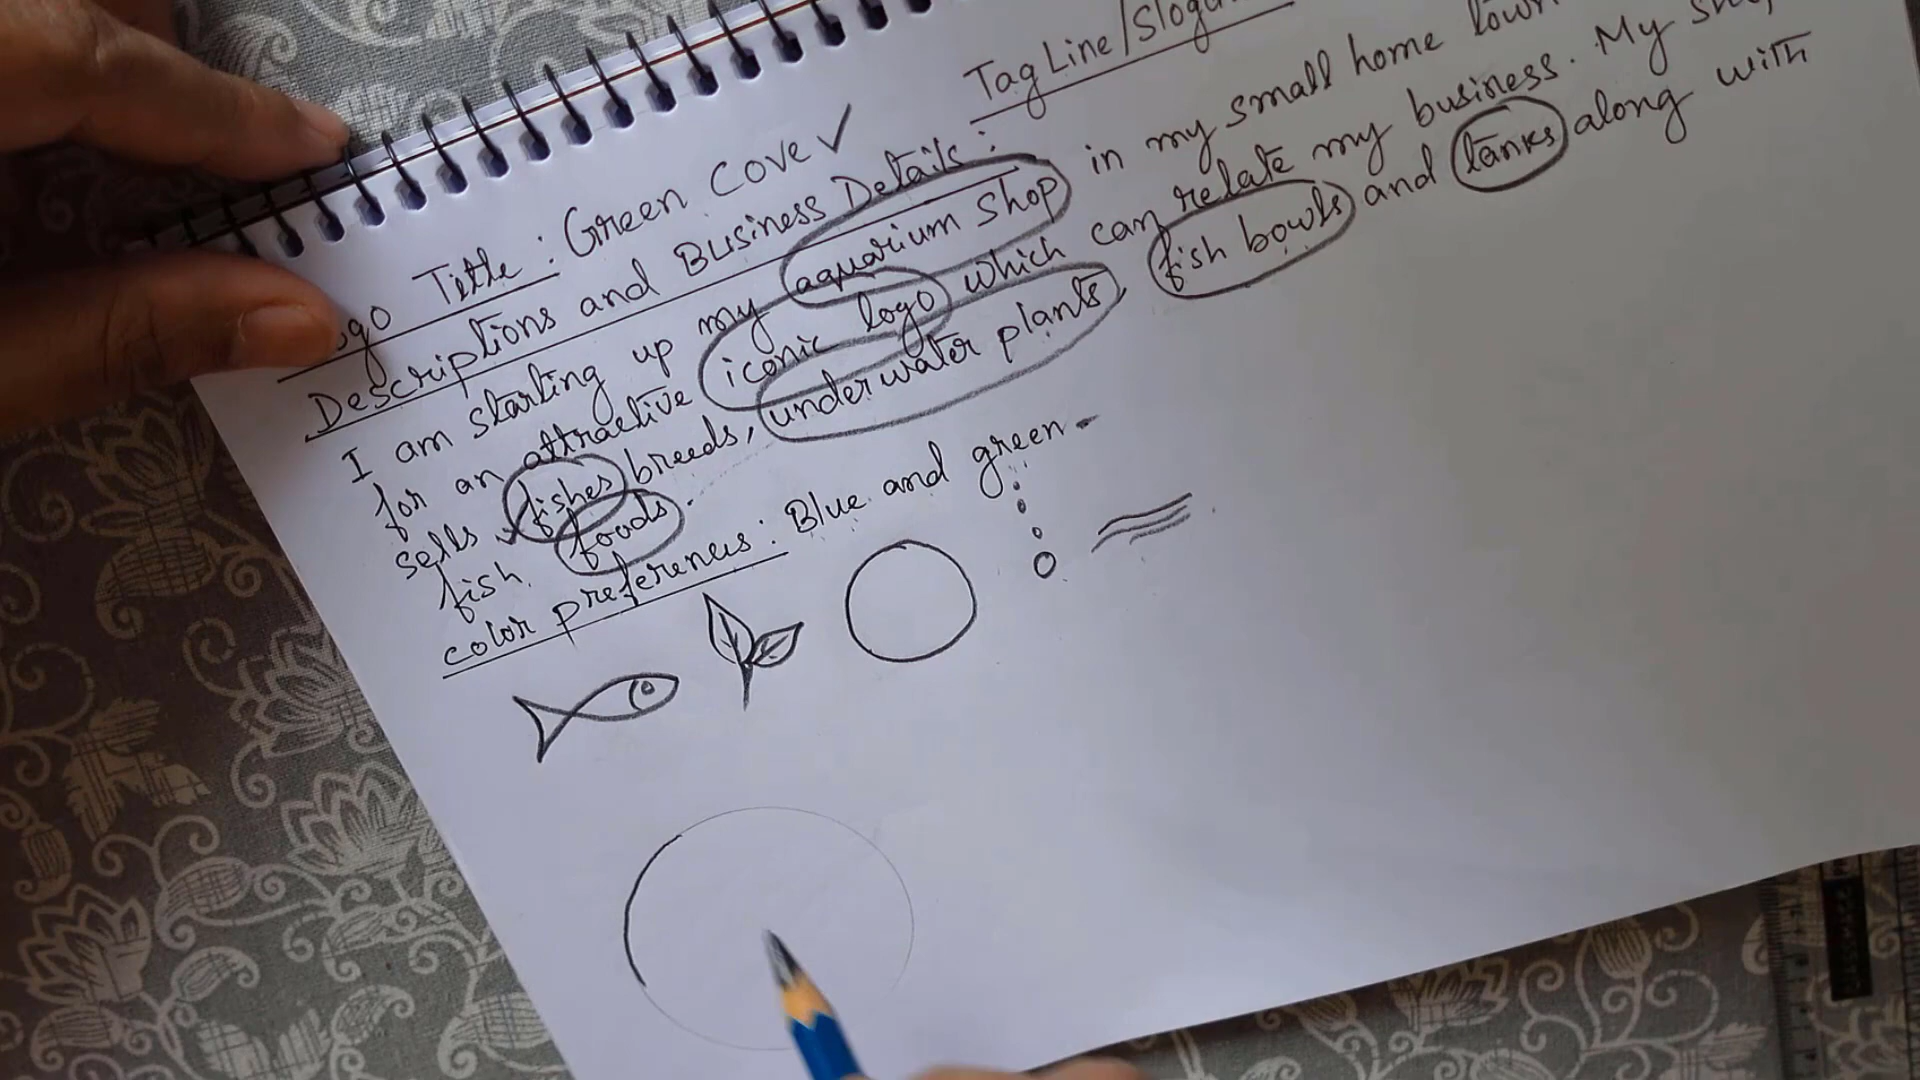 Tag Line/Slogan
Logo Title: Green Cove ✓
Descriptions and Business Details:
I am starting up my aquarium shop in my small home town
for an attractive iconic logo which can relate my business. My shop
sells fishes breeds, underwater plants, fish bowls and tanks along with
fish foods.
color preferences: Blue and green